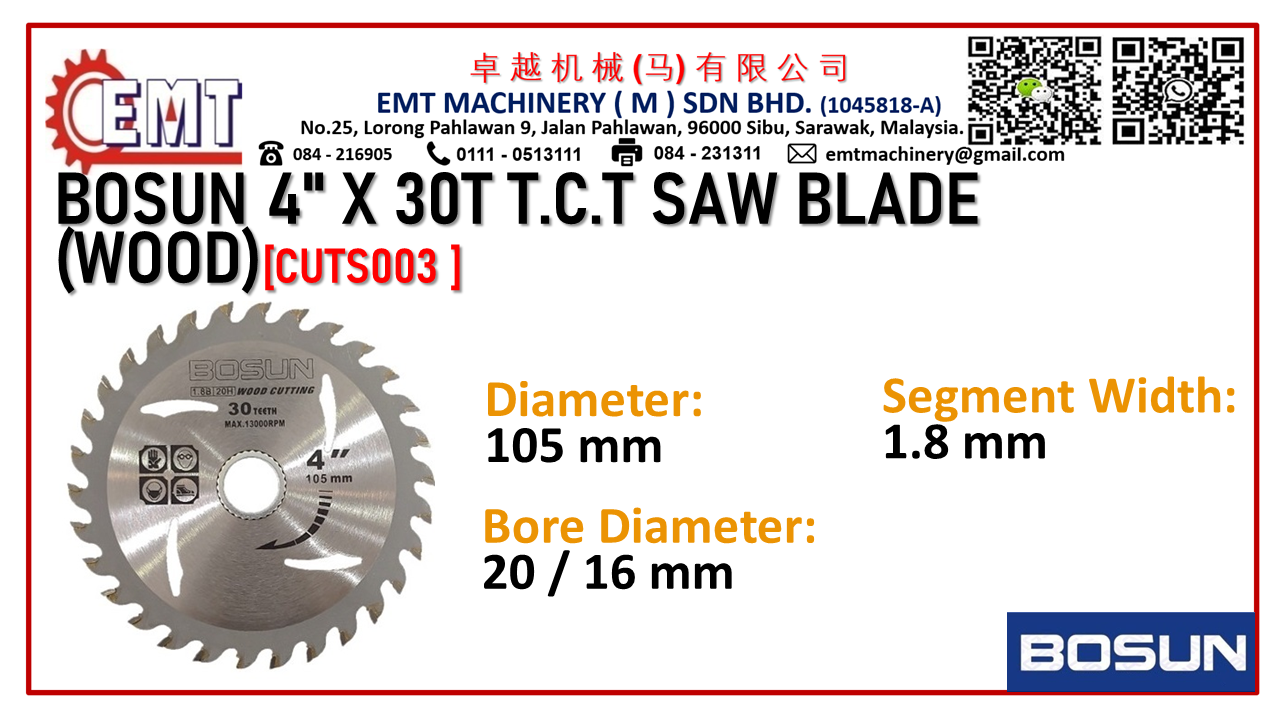 EMT
卓越机械(马)有限公司
EMT MACHINERY ( M ) SDN BHD. (1045818-A)
No.25, Lorong Pahlawan 9, Jalan Pahlawan, 96000 Sibu, Sarawak, Malaysia.
084 - 216905 0111 - 0513111 084 - 231311 emtmachinery@gmail.com
BOSUN 4" X 30T T.C.T SAW BLADE
(WOOD)[CUTS003 ]
BOSUN
1.8B 20H WOOD CUTTING
30 TEETH
MAX.13000RPM
4"
105 mm
Diameter:
105 mm
Segment Width:
1.8 mm
Bore Diameter:
20 / 16 mm
BOSUN